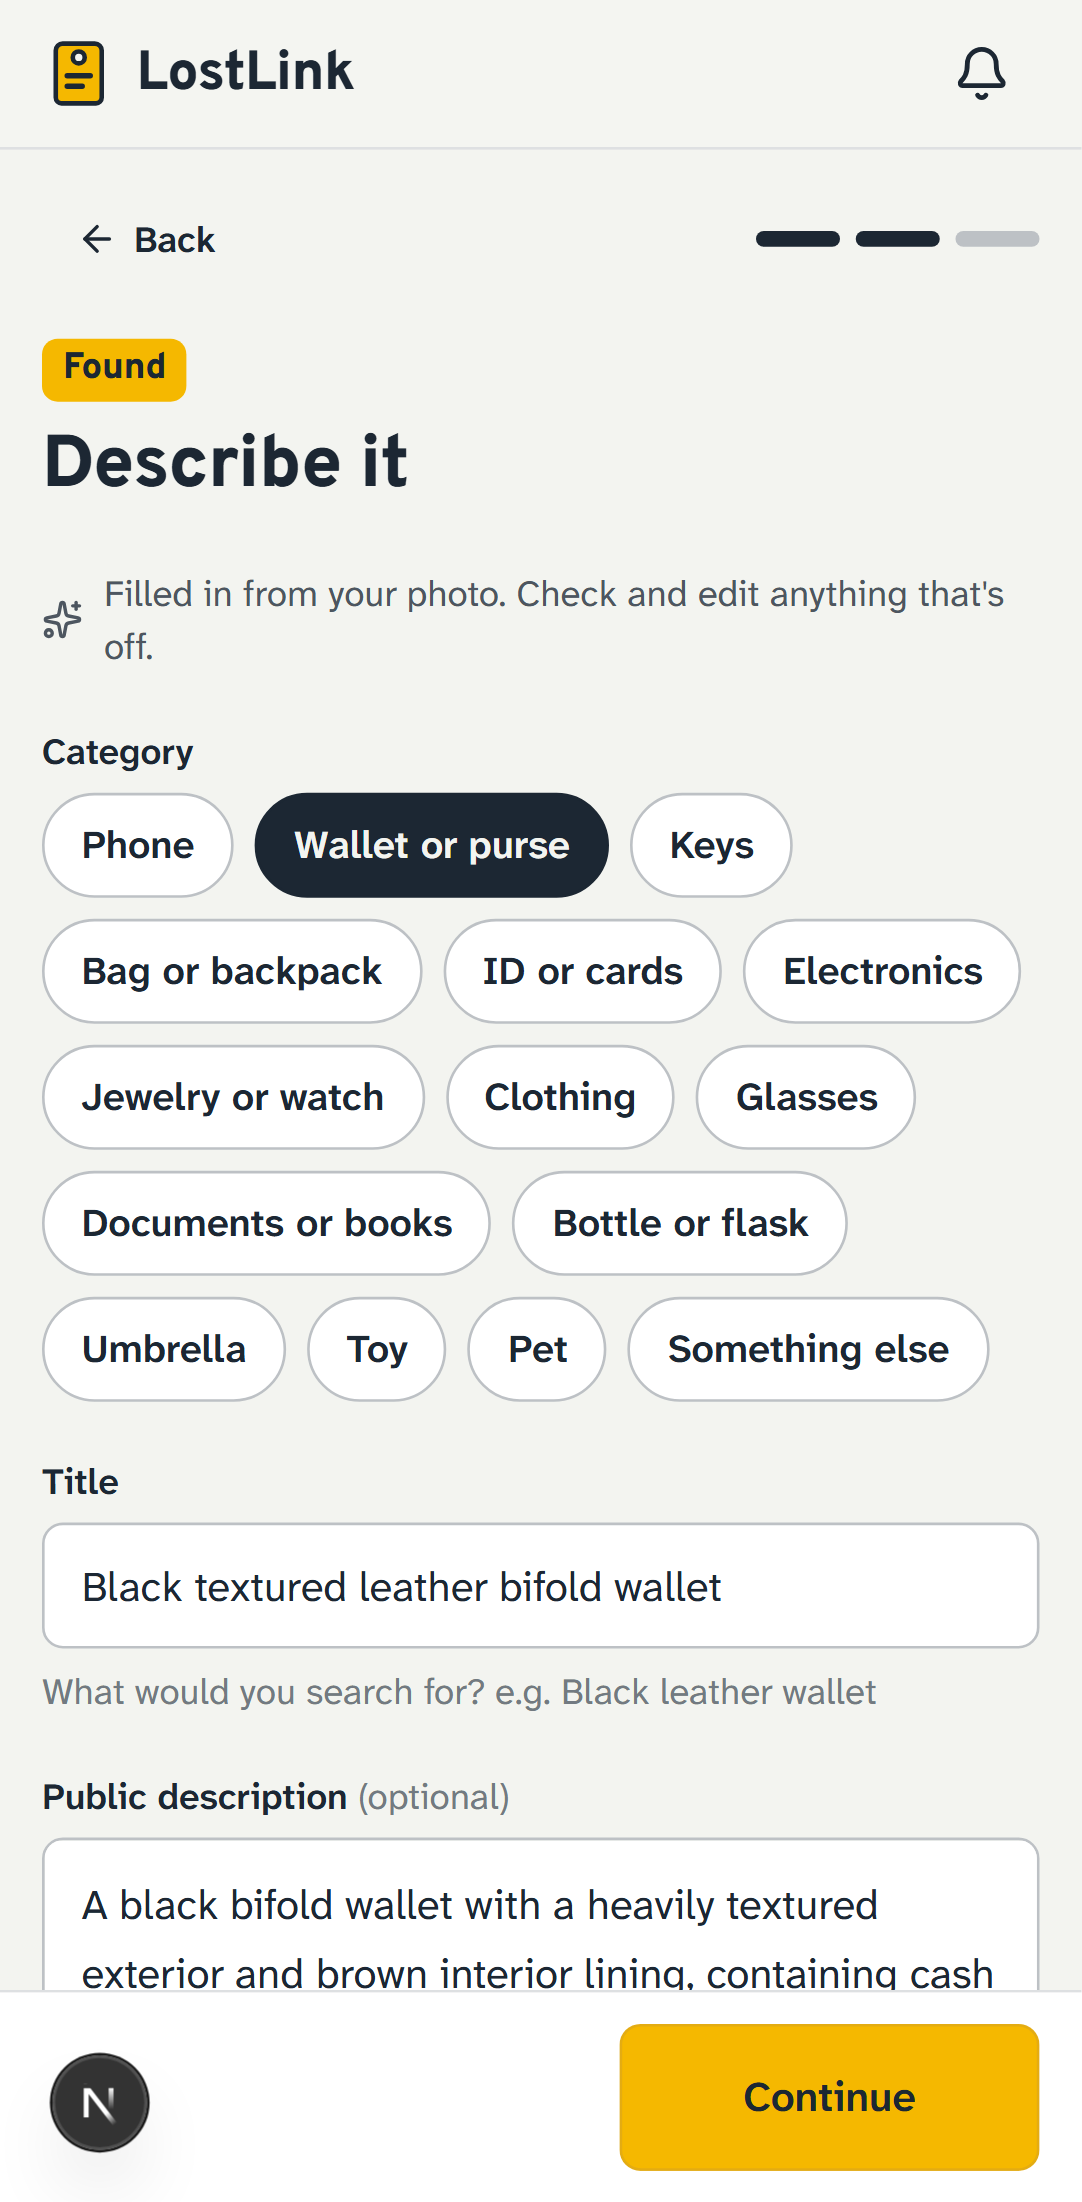 LostLink
Back
Found
Describe it
Filled in from your photo. Check and edit anything that's
off.
Category
Phone
Wallet or purse
Keys
Bag or backpack
ID or cards
Electronics
Jewelry or watch
Clothing
Glasses
Documents or books
Bottle or flask
Umbrella
Toy
Pet
Something else
Title
Black textured leather bifold wallet
What would you search for? e.g. Black leather wallet
Public description (optional)
A black bifold wallet with a heavily textured
exterior and brown interior lining, containing cash
N
Continue